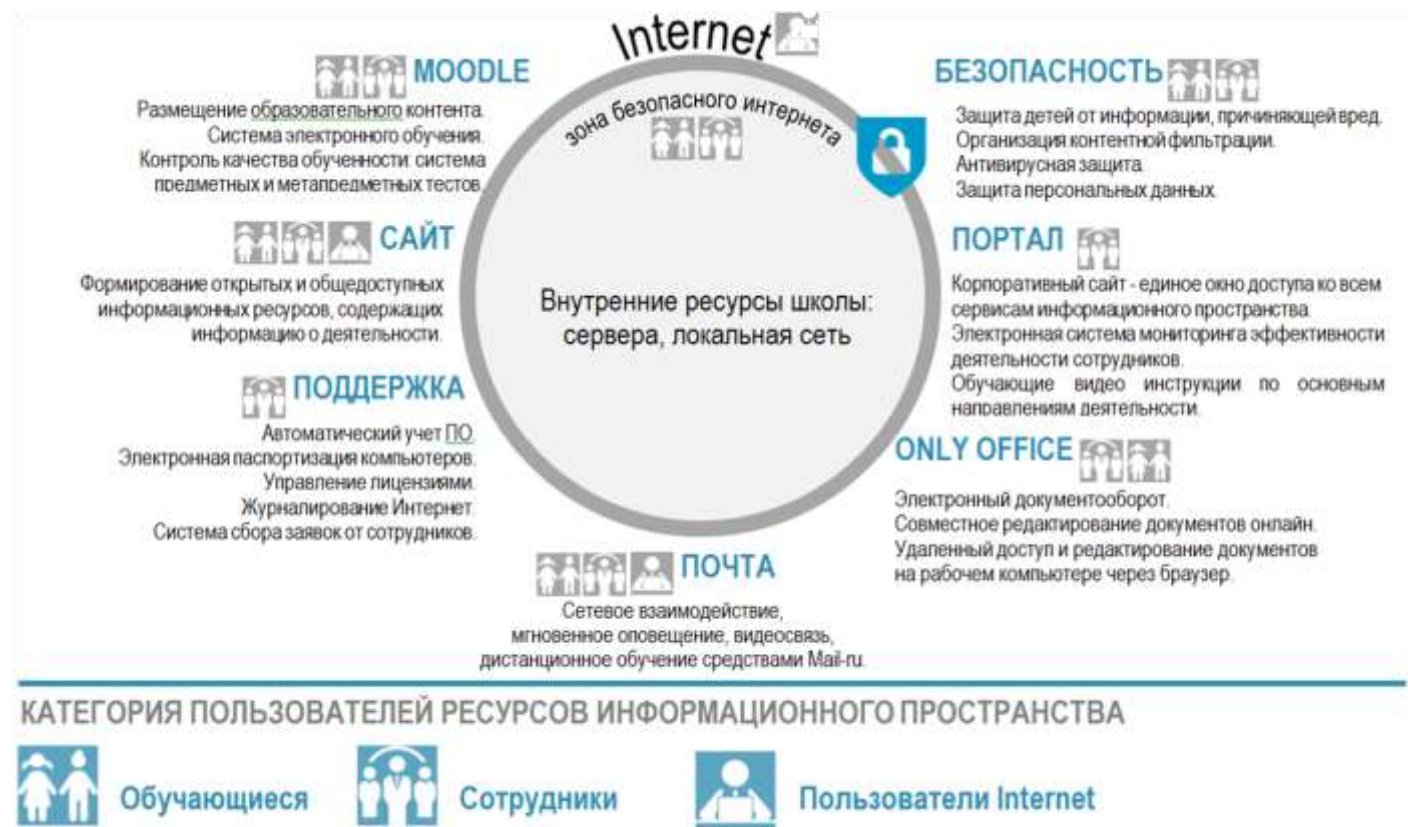 Internet
зона безопасного интернета
MOODLE
Размещение образовательного контента.
Система электронного обучения.
Контроль качества обученности: система
предметных и метапредметных тестов.
САЙТ
Формирование открытых и общедоступных
информационных ресурсов, содержащих
информацию о деятельности.
ПОДДЕРЖКА
Автоматический учет ПО.
Электронная паспортизация компьютеров.
Управление лицензиями.
Журналирование Интернет.
Система сбора заявок от сотрудников.
Внутренние ресурсы школы:
сервера, локальная сеть
БЕЗОПАСНОСТЬ
Защита детей от информации, причиняющей вред.
Организация контентной фильтрации.
Антивирусная защита.
Защита персональных данных.
ПОРТАЛ
Корпоративный сайт - единое окно доступа ко всем
сервисам информационного пространства.
Электронная система мониторинга эффективности
деятельности сотрудников.
Обучающие видео инструкции по основным
направлениям деятельности.
ONLY OFFICE
Электронный документооборот.
Совместное редактирование документов онлайн.
Удаленный доступ и редактирование документов
на рабочем компьютере через браузер.
ПОЧТА
Сетевое взаимодействие,
мгновенное оповещение, видеосвязь,
дистанционное обучение средствами Mail-ru.
КАТЕГОРИЯ ПОЛЬЗОВАТЕЛЕЙ РЕСУРСОВ ИНФОРМАЦИОННОГО ПРОСТРАНСТВА
Обучающиеся
Сотрудники
Пользователи Internet